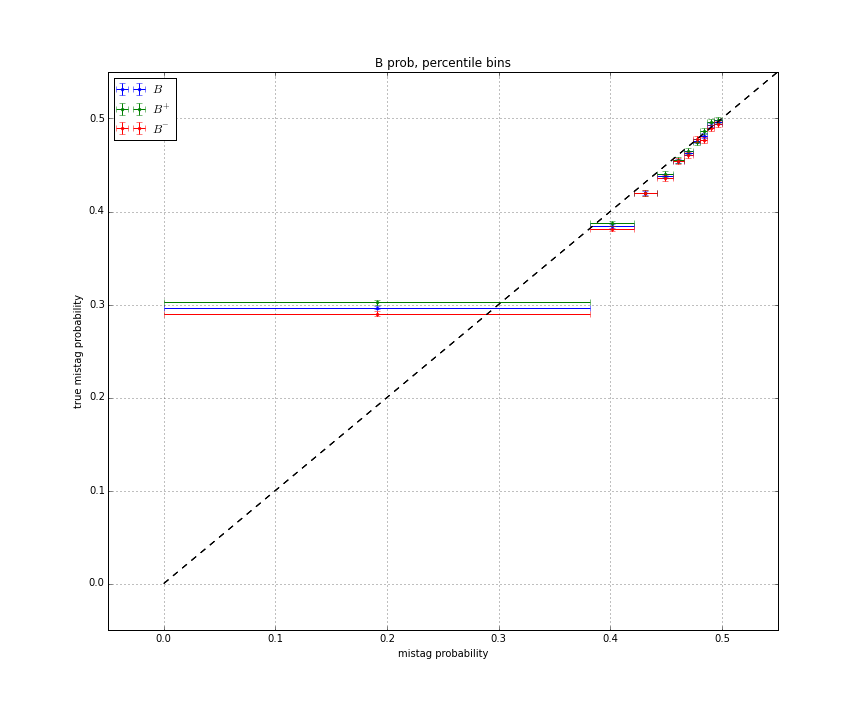 B prob, percentile bins
B
B+
B−
0.5
0.4
0.3
0.2
0.1
0.0
true mistag probability
0.0 0.1 0.2 0.3 0.4 0.5
mistag probability